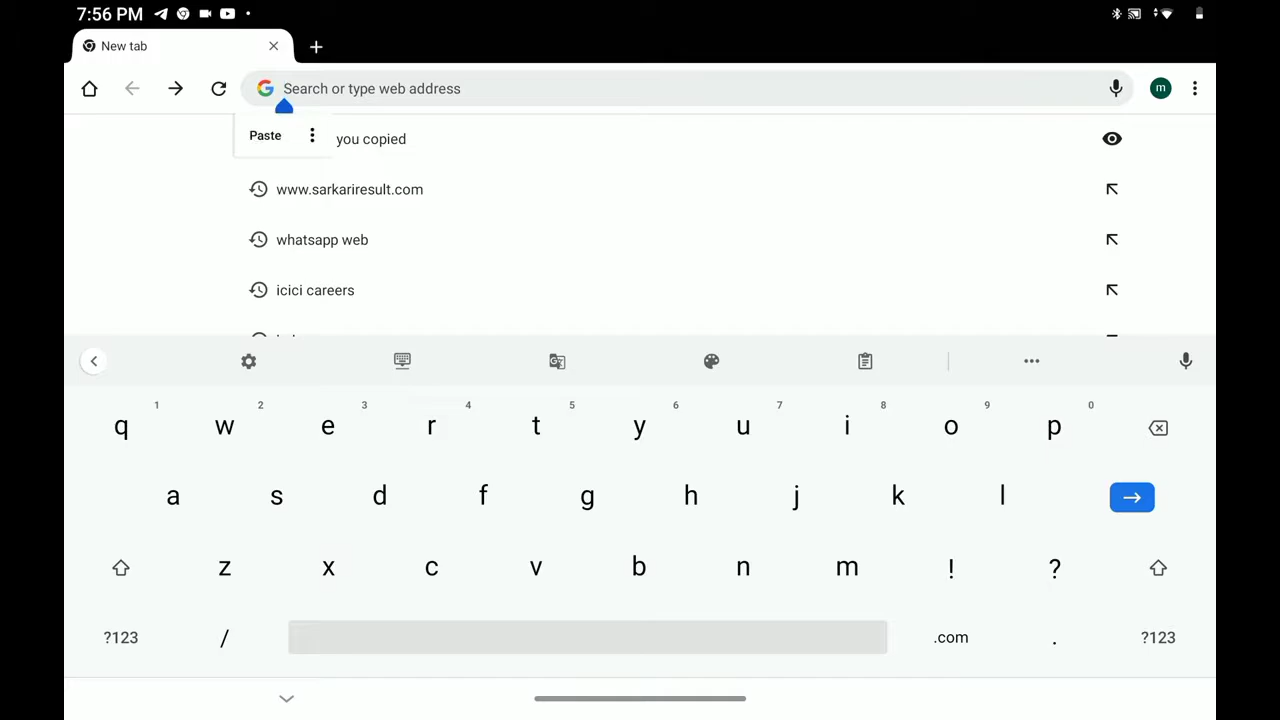 7:56 PM
New tab
Search or type web address
m
Paste
you copied
www.sarkariresult.com
whatsapp web
icici careers
1 2 3 4 5 6 7 8 9 0
q w e r t y u i o p
a s d f g h j k l
z x c v b n m ! ?
?123 / .com . ?123